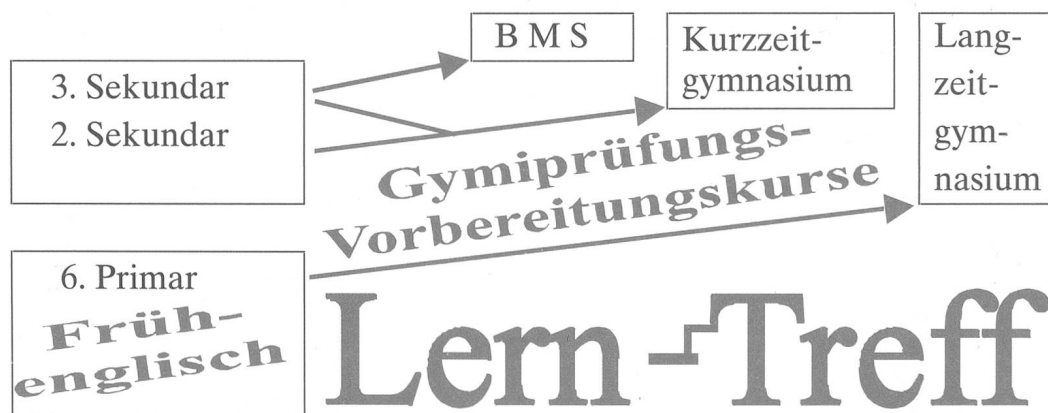 B M S
Kurzzeit-
gymnasium
Lang-
zeit-
gym-
nasium
3. Sekundar
2. Sekundar
Gymiprüfungs-
Vorbereitungskurse
6. Primar
Früh-
englisch
Lern-Treff